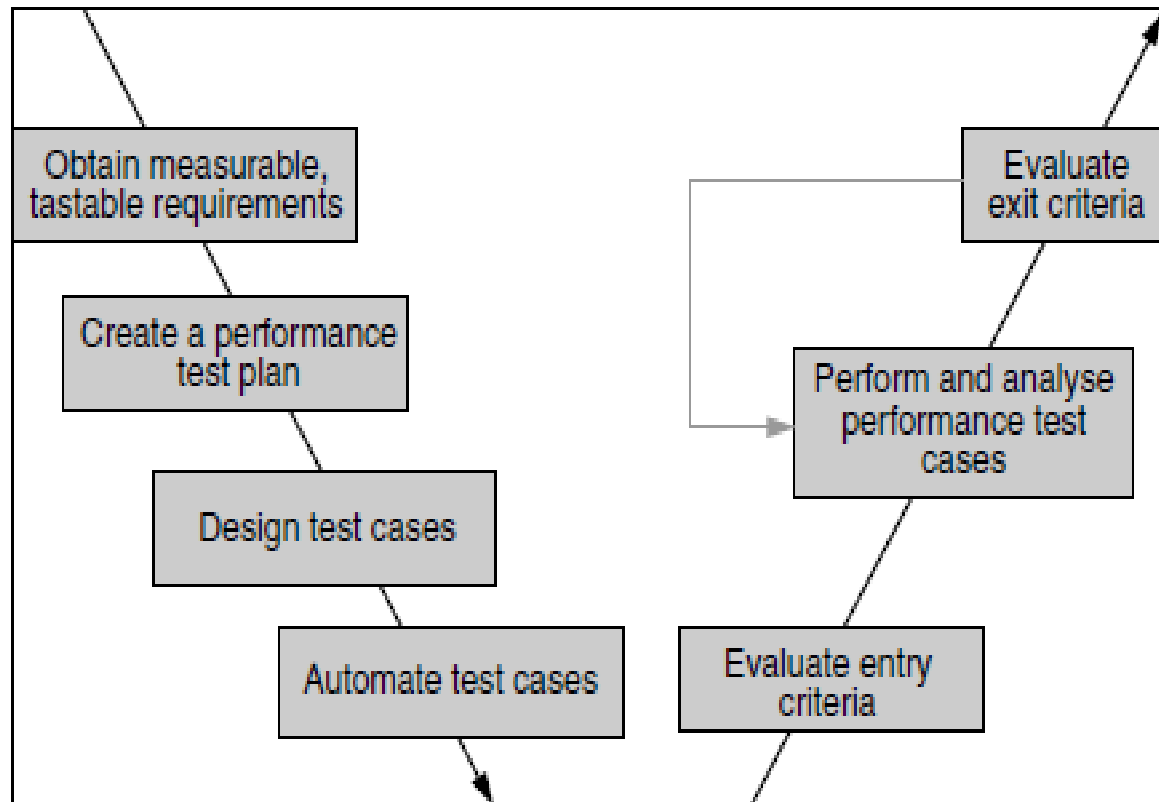 Obtain measurable,
tastable requirements
Create a performance
test plan
Design test cases
Automate test cases
Evaluate
exit criteria
Perform and analyse
performance test
cases
Evaluate entry
criteria